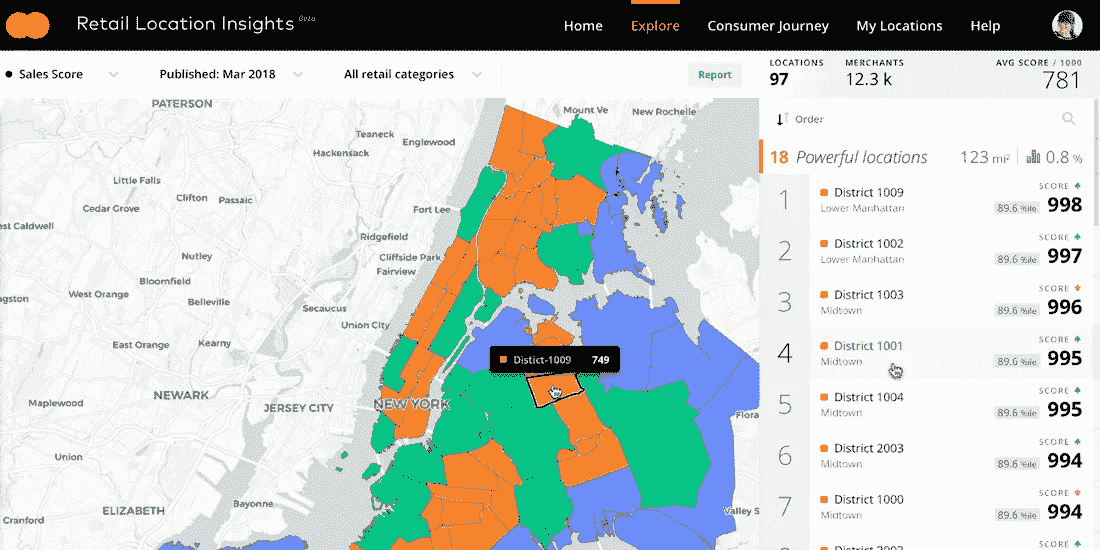 Retail Location Insights Beta
Home
Explore
Consumer Journey
My Locations
Help
Sales Score
Published: Mar 2018
All retail categories
Report
LOCATIONS
97
MERCHANTS
12.3 k
AVG SCORE / 1000
781
Order
18 Powerful locations
123 mi²
0.8 %
1
District 1009
Lower Manhattan
SCORE
89.6 %ile
998
2
District 1002
Lower Manhattan
SCORE
89.6 %ile
997
3
District 1003
Midtown
SCORE
89.6 %ile
996
4
District 1001
Midtown
SCORE
89.6 %ile
995
5
District 1004
Midtown
SCORE
89.6 %ile
995
6
District 2003
Midtown
SCORE
89.6 %ile
994
7
District 1000
Midtown
SCORE
89.6 %ile
994
SCORE
PATERSON
Mount Ve
New Rochelle
Teaneck
Englewood
Hackensack
Little Falls
Clifton
Passaic
Cedar Grove
Fort Lee
est Caldwell
Ridgefield
Cliffside Park
Nutley
Fairview
Bloomfield
West Orange
ngston
Belleville
Secaucus
Union City
East Orange
Kearny
Distict-1009 749
NEWARK
Maplewood
JERSEY CITY
NEW YORK
Flora
Union
Bayonne
ELIZABETH
Valley S
Cranford